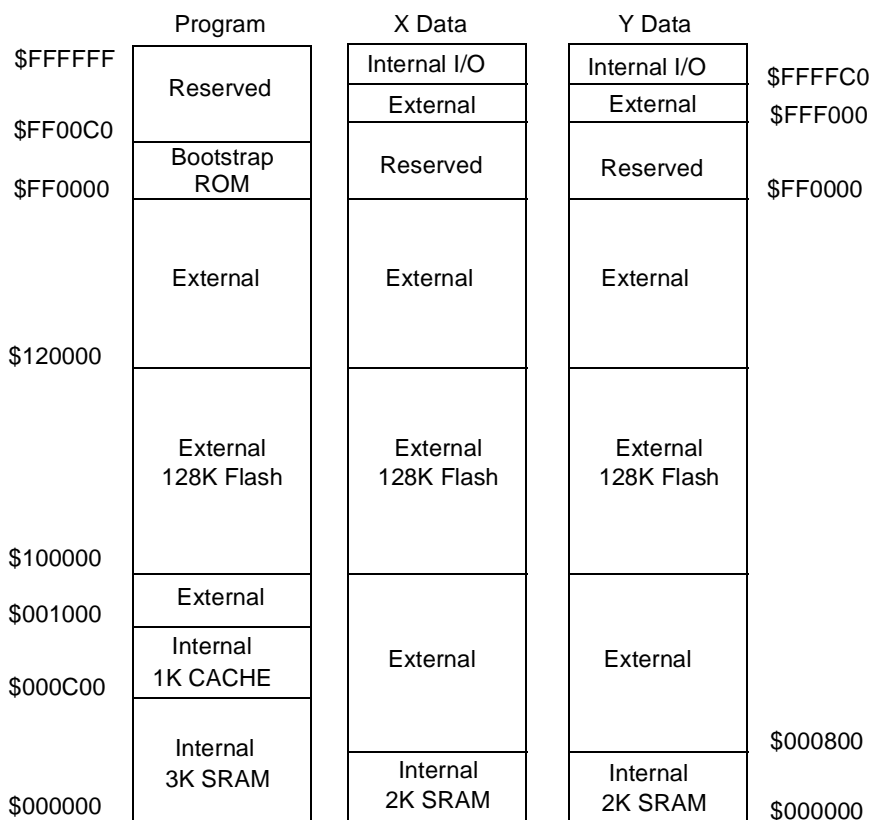 Program X Data Y Data
$FFFFFF
Internal I/O Internal I/O
$FFFFC0
Reserved
External External
$FFF000
$FF00C0
Bootstrap
ROM
Reserved Reserved
$FF0000 $FF0000
External External External
$120000
External External External
128K Flash 128K Flash 128K Flash
$100000
External
$001000
Internal
1K CACHE
External External
$000C00
$000800
Internal
3K SRAM
Internal Internal
2K SRAM 2K SRAM
$000000 $000000